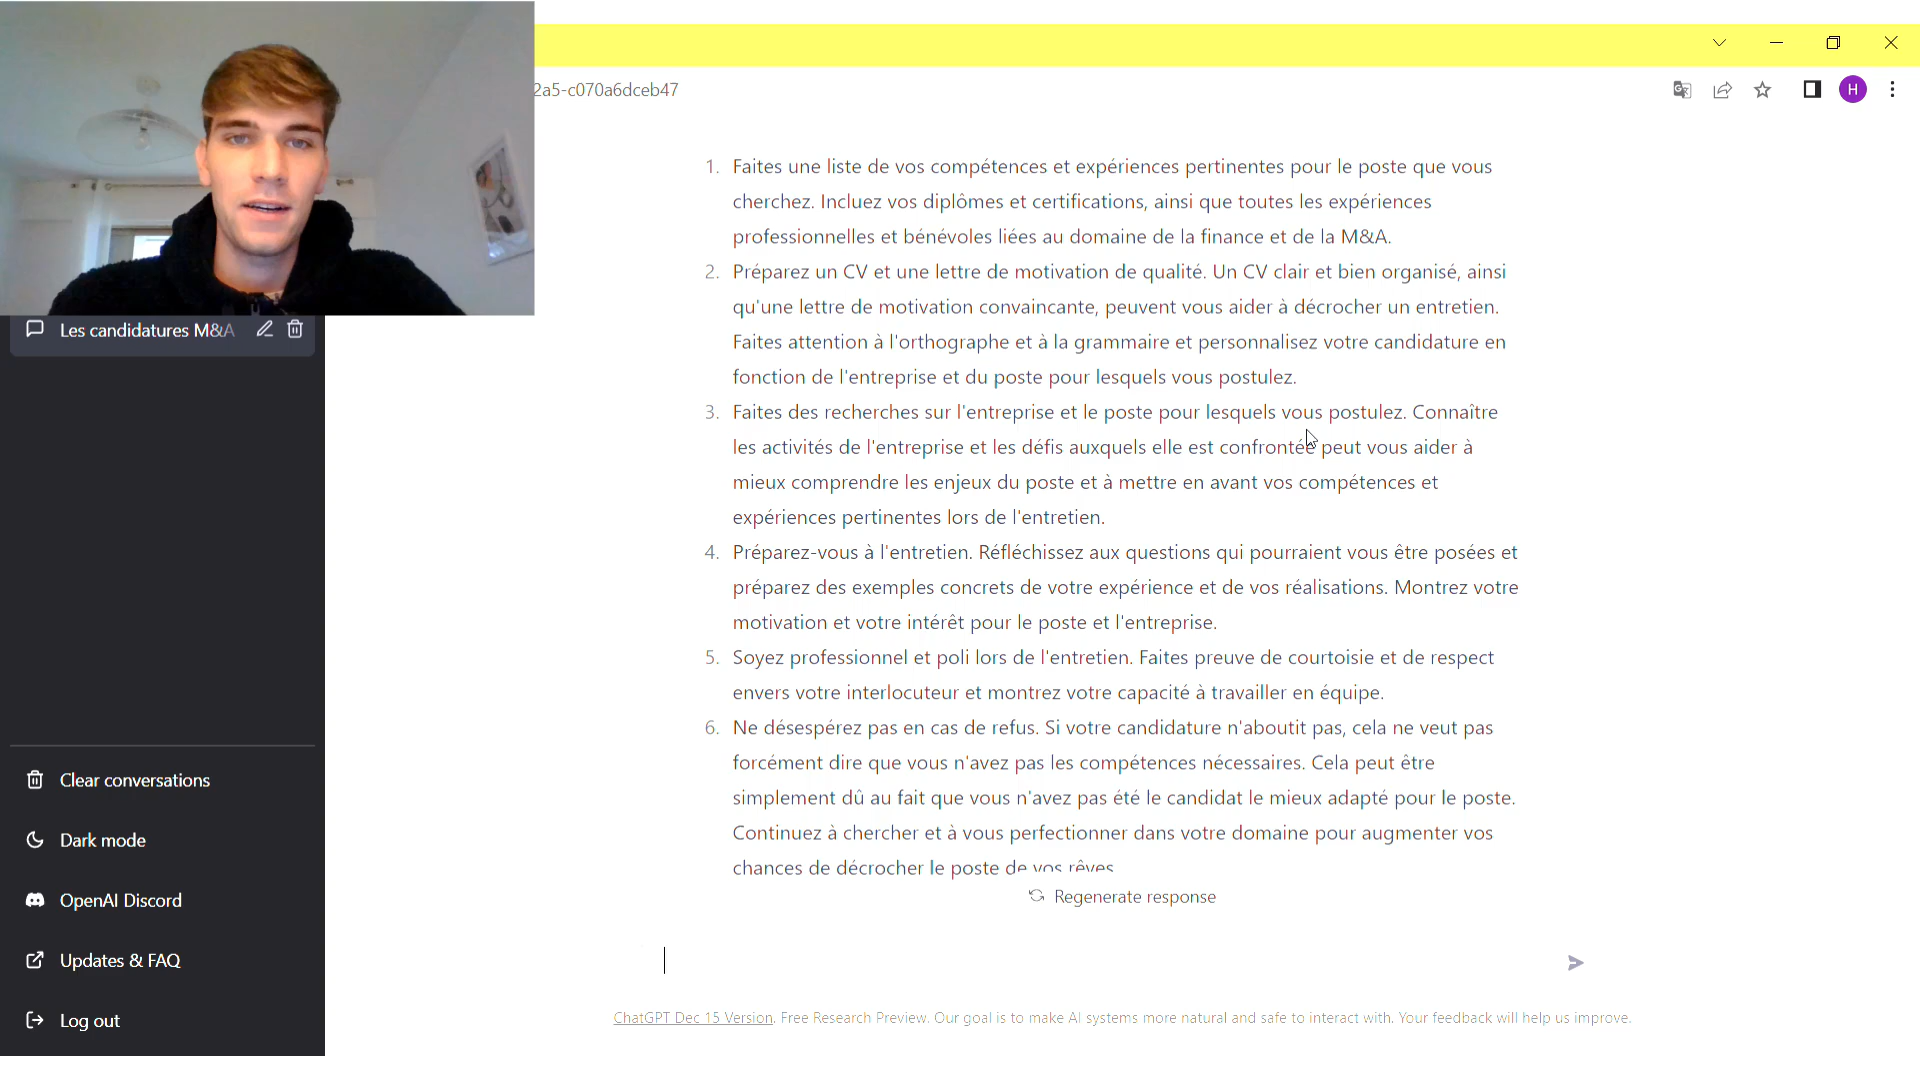 2a5-c070a6dceb47
H
1. Faites une liste de vos compétences et expériences pertinentes pour le poste que vous
cherchez. Incluez vos diplômes et certifications, ainsi que toutes les expériences
professionnelles et bénévoles liées au domaine de la finance et de la M&A.
2. Préparez un CV et une lettre de motivation de qualité. Un CV clair et bien organisé, ainsi
qu'une lettre de motivation convaincante, peuvent vous aider à décrocher un entretien.
Faites attention à l'orthographe et à la grammaire et personnalisez votre candidature en
fonction de l'entreprise et du poste pour lesquels vous postulez.
3. Faites des recherches sur l'entreprise et le poste pour lesquels vous postulez. Connaître
les activités de l'entreprise et les défis auxquels elle est confrontée peut vous aider à
mieux comprendre les enjeux du poste et à mettre en avant vos compétences et
expériences pertinentes lors de l'entretien.
4. Préparez-vous à l'entretien. Réfléchissez aux questions qui pourraient vous être posées et
préparez des exemples concrets de votre expérience et de vos réalisations. Montrez votre
motivation et votre intérêt pour le poste et l'entreprise.
5. Soyez professionnel et poli lors de l'entretien. Faites preuve de courtoisie et de respect
envers votre interlocuteur et montrez votre capacité à travailler en équipe.
6. Ne désespérez pas en cas de refus. Si votre candidature n'aboutit pas, cela ne veut pas
forcément dire que vous n'avez pas les compétences nécessaires. Cela peut être
simplement dû au fait que vous n'avez pas été le candidat le mieux adapté pour le poste.
Continuez à chercher et à vous perfectionner dans votre domaine pour augmenter vos
chances de décrocher le poste de vos rêves
Regenerate response
Les candidatures M&A
Clear conversations
Dark mode
OpenAI Discord
Updates & FAQ
Log out
ChatGPT Dec 15 Version. Free Research Preview. Our goal is to make AI systems more natural and safe to interact with. Your feedback will help us improve.